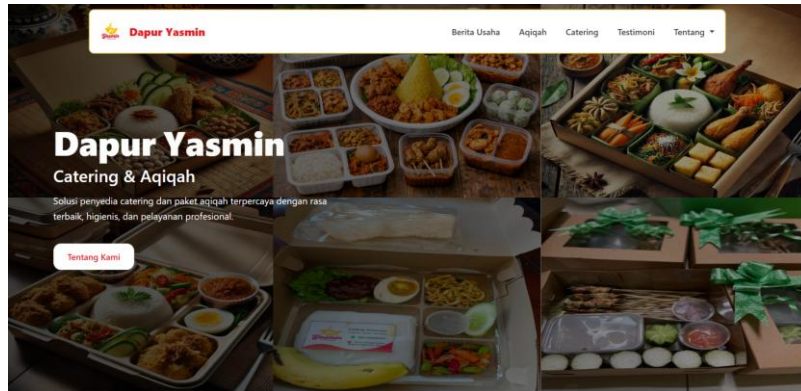 Dapur Yasmin
Berita Usaha
Aqiqah
Catering
Testimoni
Tentang
Dapur Yasmin
Catering & Aqiqah
Solusi penyedia catering dan paket aqiqah terpercaya dengan rasa
terbaik, higienis, dan pelayanan profesional.
Tentang Kami